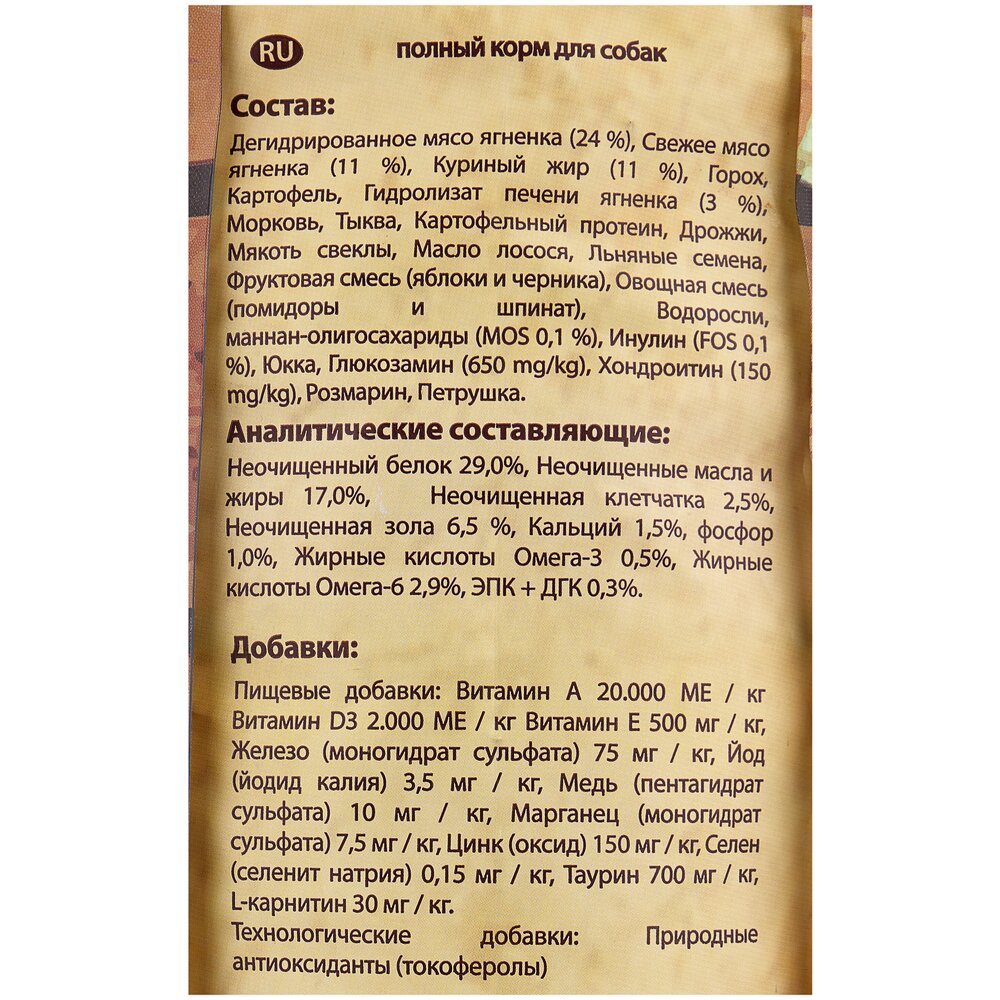 RU
полный корм для собак
Состав:
Дегидрированное мясо ягненка (24 %), Свежее мясо
ягненка (11 %), Куриный жир (11 %), Горох,
Картофель, Гидролизат печени ягненка (3 %),
Морковь, Тыква, Картофельный протеин, Дрожжи,
Мякоть свеклы, Масло лосося, Льняные семена,
Фруктовая смесь (яблоки и черника), Овощная смесь
(помидоры и шпинат), Водоросли,
маннан-олигосахариды (MOS 0,1 %), Инулин (FOS 0,1
%), Юкка, Глюкозамин (650 mg/kg), Хондроитин (150
mg/kg), Розмарин, Петрушка.
Аналитические составляющие:
Неочищенный белок 29,0%, Неочищенные масла и
жиры 17,0%, Неочищенная клетчатка 2,5%,
Неочищенная зола 6,5 %, Кальций 1,5%, фосфор
1,0%, Жирные кислоты Омега-3 0,5%, Жирные
кислоты Омега-6 2,9%, ЭПК + ДГК 0,3%.
Добавки:
Пищевые добавки: Витамин А 20.000 МЕ / кг
Витамин D3 2.000 МЕ / кг Витамин Е 500 мг / кг,
Железо (моногидрат сульфата) 75 мг / кг, Йод
(йодид калия) 3,5 мг / кг, Медь (пентагидрат
сульфата) 10 мг / кг, Марганец (моногидрат
сульфата) 7,5 мг / кг, Цинк (оксид) 150 мг / кг, Селен
(селенит натрия) 0,15 мг / кг, Таурин 700 мг / кг,
L-карнитин 30 мг / кг.
Технологические добавки: Природные
антиоксиданты (токоферолы)